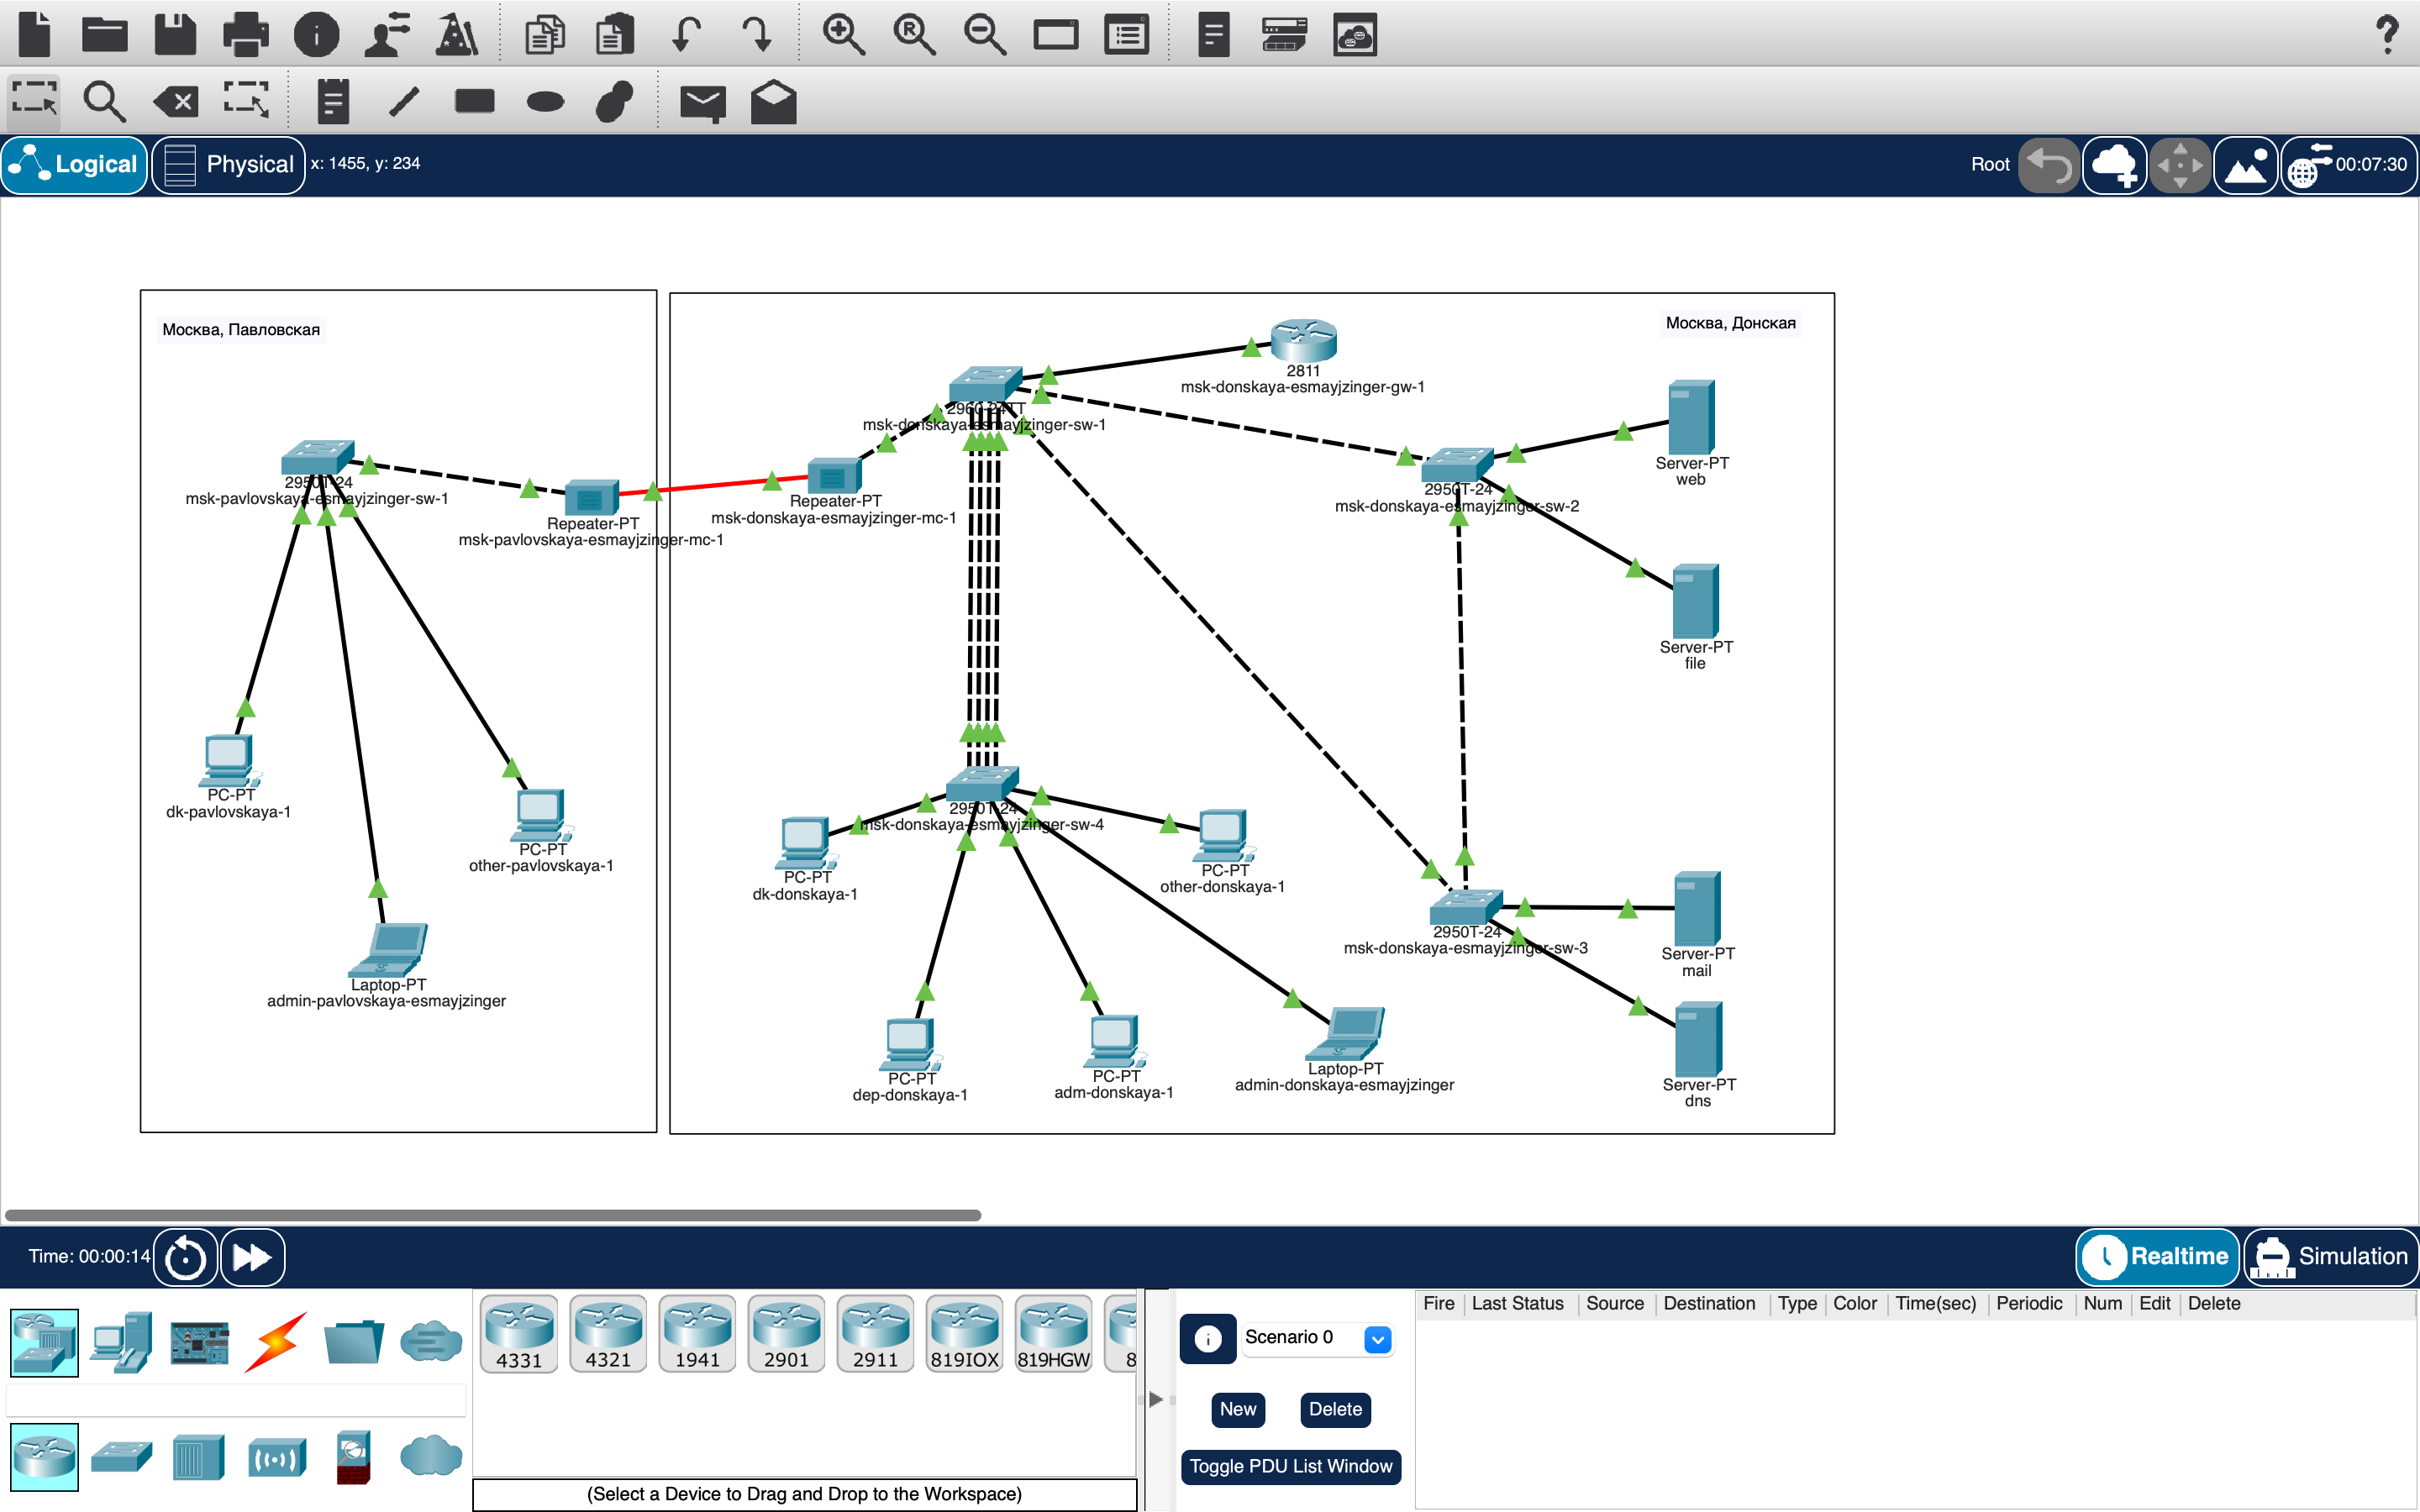 Logical
Physical
x: 1455, y: 234
Root
00:07:30
Москва, Павловская
Москва, Донская
2811
msk-donskaya-esmayjzinger-gw-1
2960-24TT
msk-donskaya-esmayjzinger-sw-1
Server-PT
web
2950T-24
msk-pavlovskaya-esmayjzinger-sw-1
2950T-24
msk-donskaya-esmayjzinger-sw-2
Repeater-PT
msk-donskaya-esmayjzinger-mc-1
Repeater-PT
msk-pavlovskaya-esmayjzinger-mc-1
Server-PT
file
PC-PT
dk-pavlovskaya-1
2950T-24
msk-donskaya-esmayjzinger-sw-4
PC-PT
other-pavlovskaya-1
PC-PT
dk-donskaya-1
PC-PT
other-donskaya-1
2950T-24
msk-donskaya-esmayjzinger-sw-3
Server-PT
mail
Laptop-PT
admin-pavlovskaya-esmayjzinger
PC-PT
dep-donskaya-1
PC-PT
adm-donskaya-1
Laptop-PT
admin-donskaya-esmayjzinger
Server-PT
dns
Time: 00:00:14
Realtime
Simulation
4331
4321
1941
2901
2911
819IOX
819HGW
8
(Select a Device to Drag and Drop to the Workspace)
Scenario 0
New
Delete
Toggle PDU List Window
Fire Last Status Source Destination Type Color Time(sec) Periodic Num Edit Delete